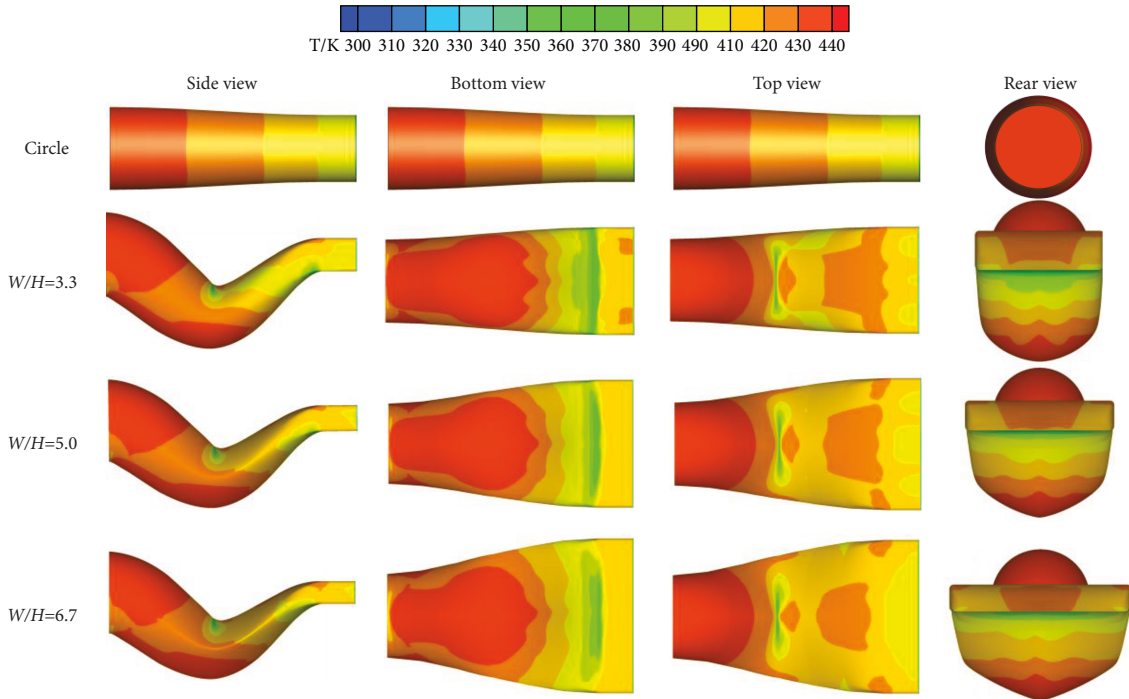 T/K 300 310 320 330 340 350 360 370 380 390 490 410 420 430 440
Side view Bottom view Top view Rear view
Circle
W/H=3.3
W/H=5.0
W/H=6.7